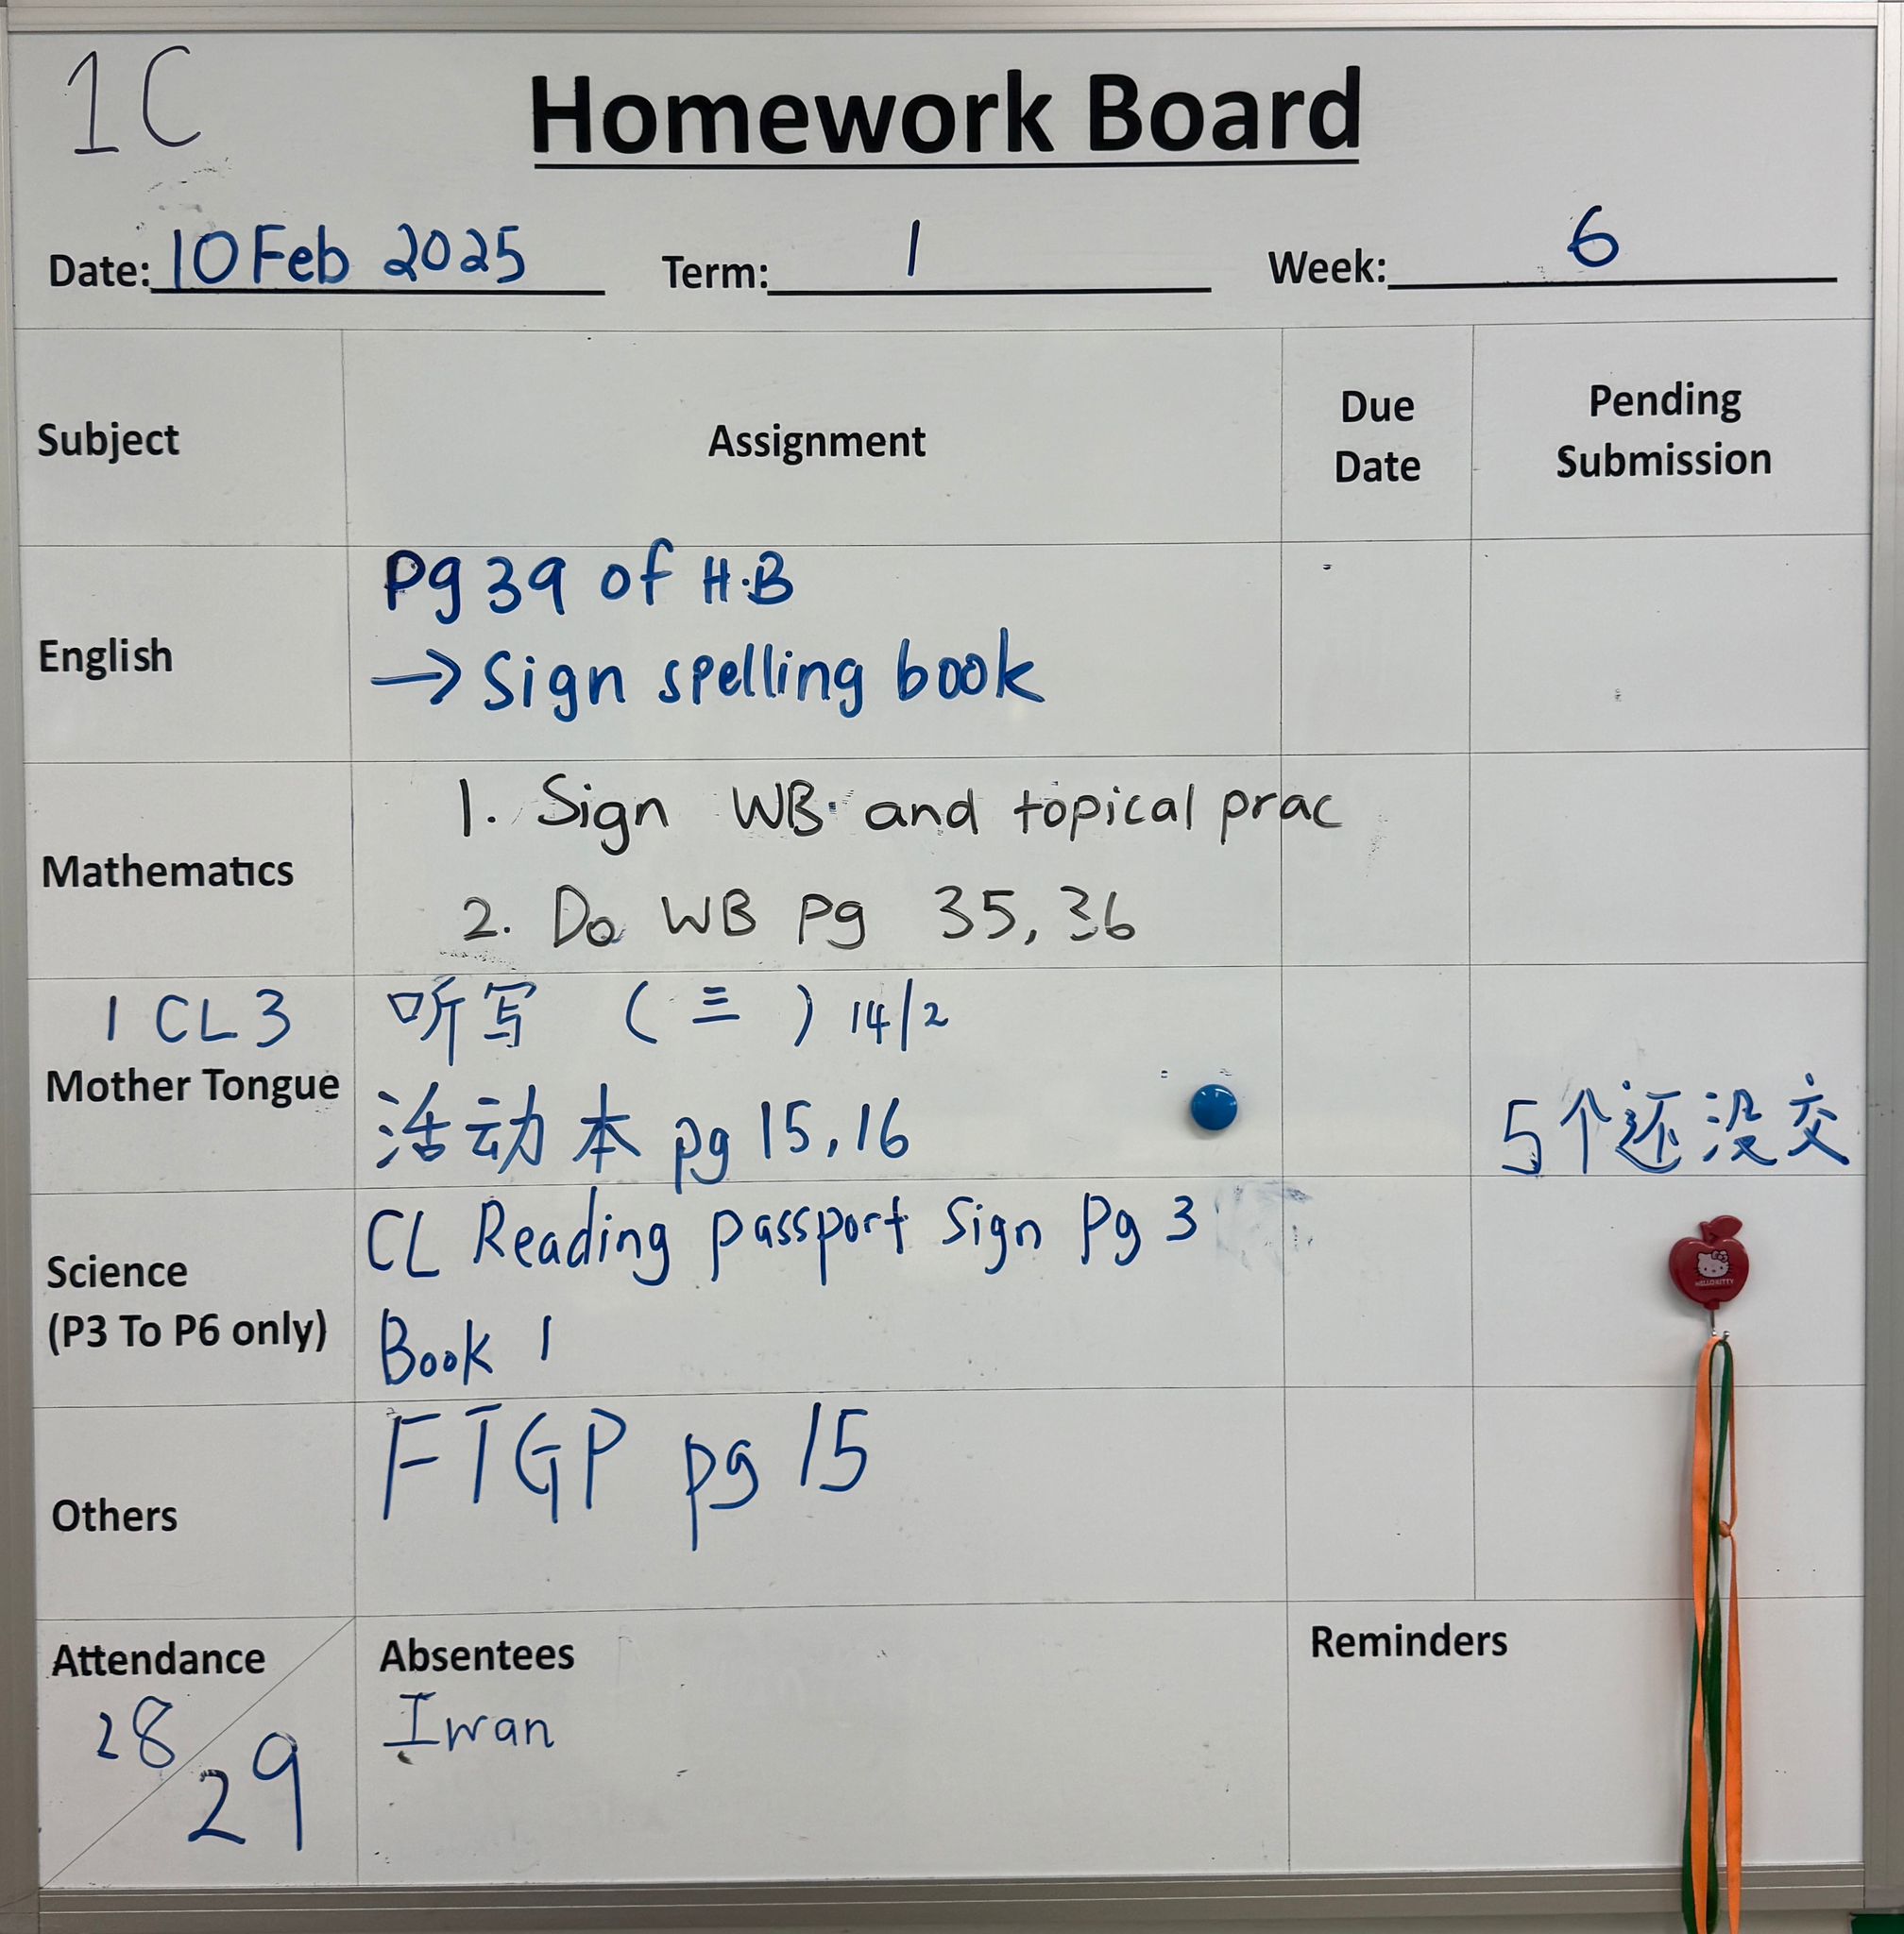 1C
Homework Board
Date: 10 Feb 2025 Term: 1 Week: 6
Subject Assignment Due Date Pending Submission
English
Pg 39 of H.B
→ Sign spelling book
Mathematics
1. Sign WB and topical prac
2. Do WB Pg 35, 36
1 CL 3
Mother Tongue
听写 (三) 14/2
活动本 pg 15, 16
5个还没交
Science
(P3 To P6 only)
CL Reading passport Sign Pg 3
Book 1
HELLO KITTY
Others
FTGP pg 15
Attendance
28
29
Absentees
Irwan
Reminders